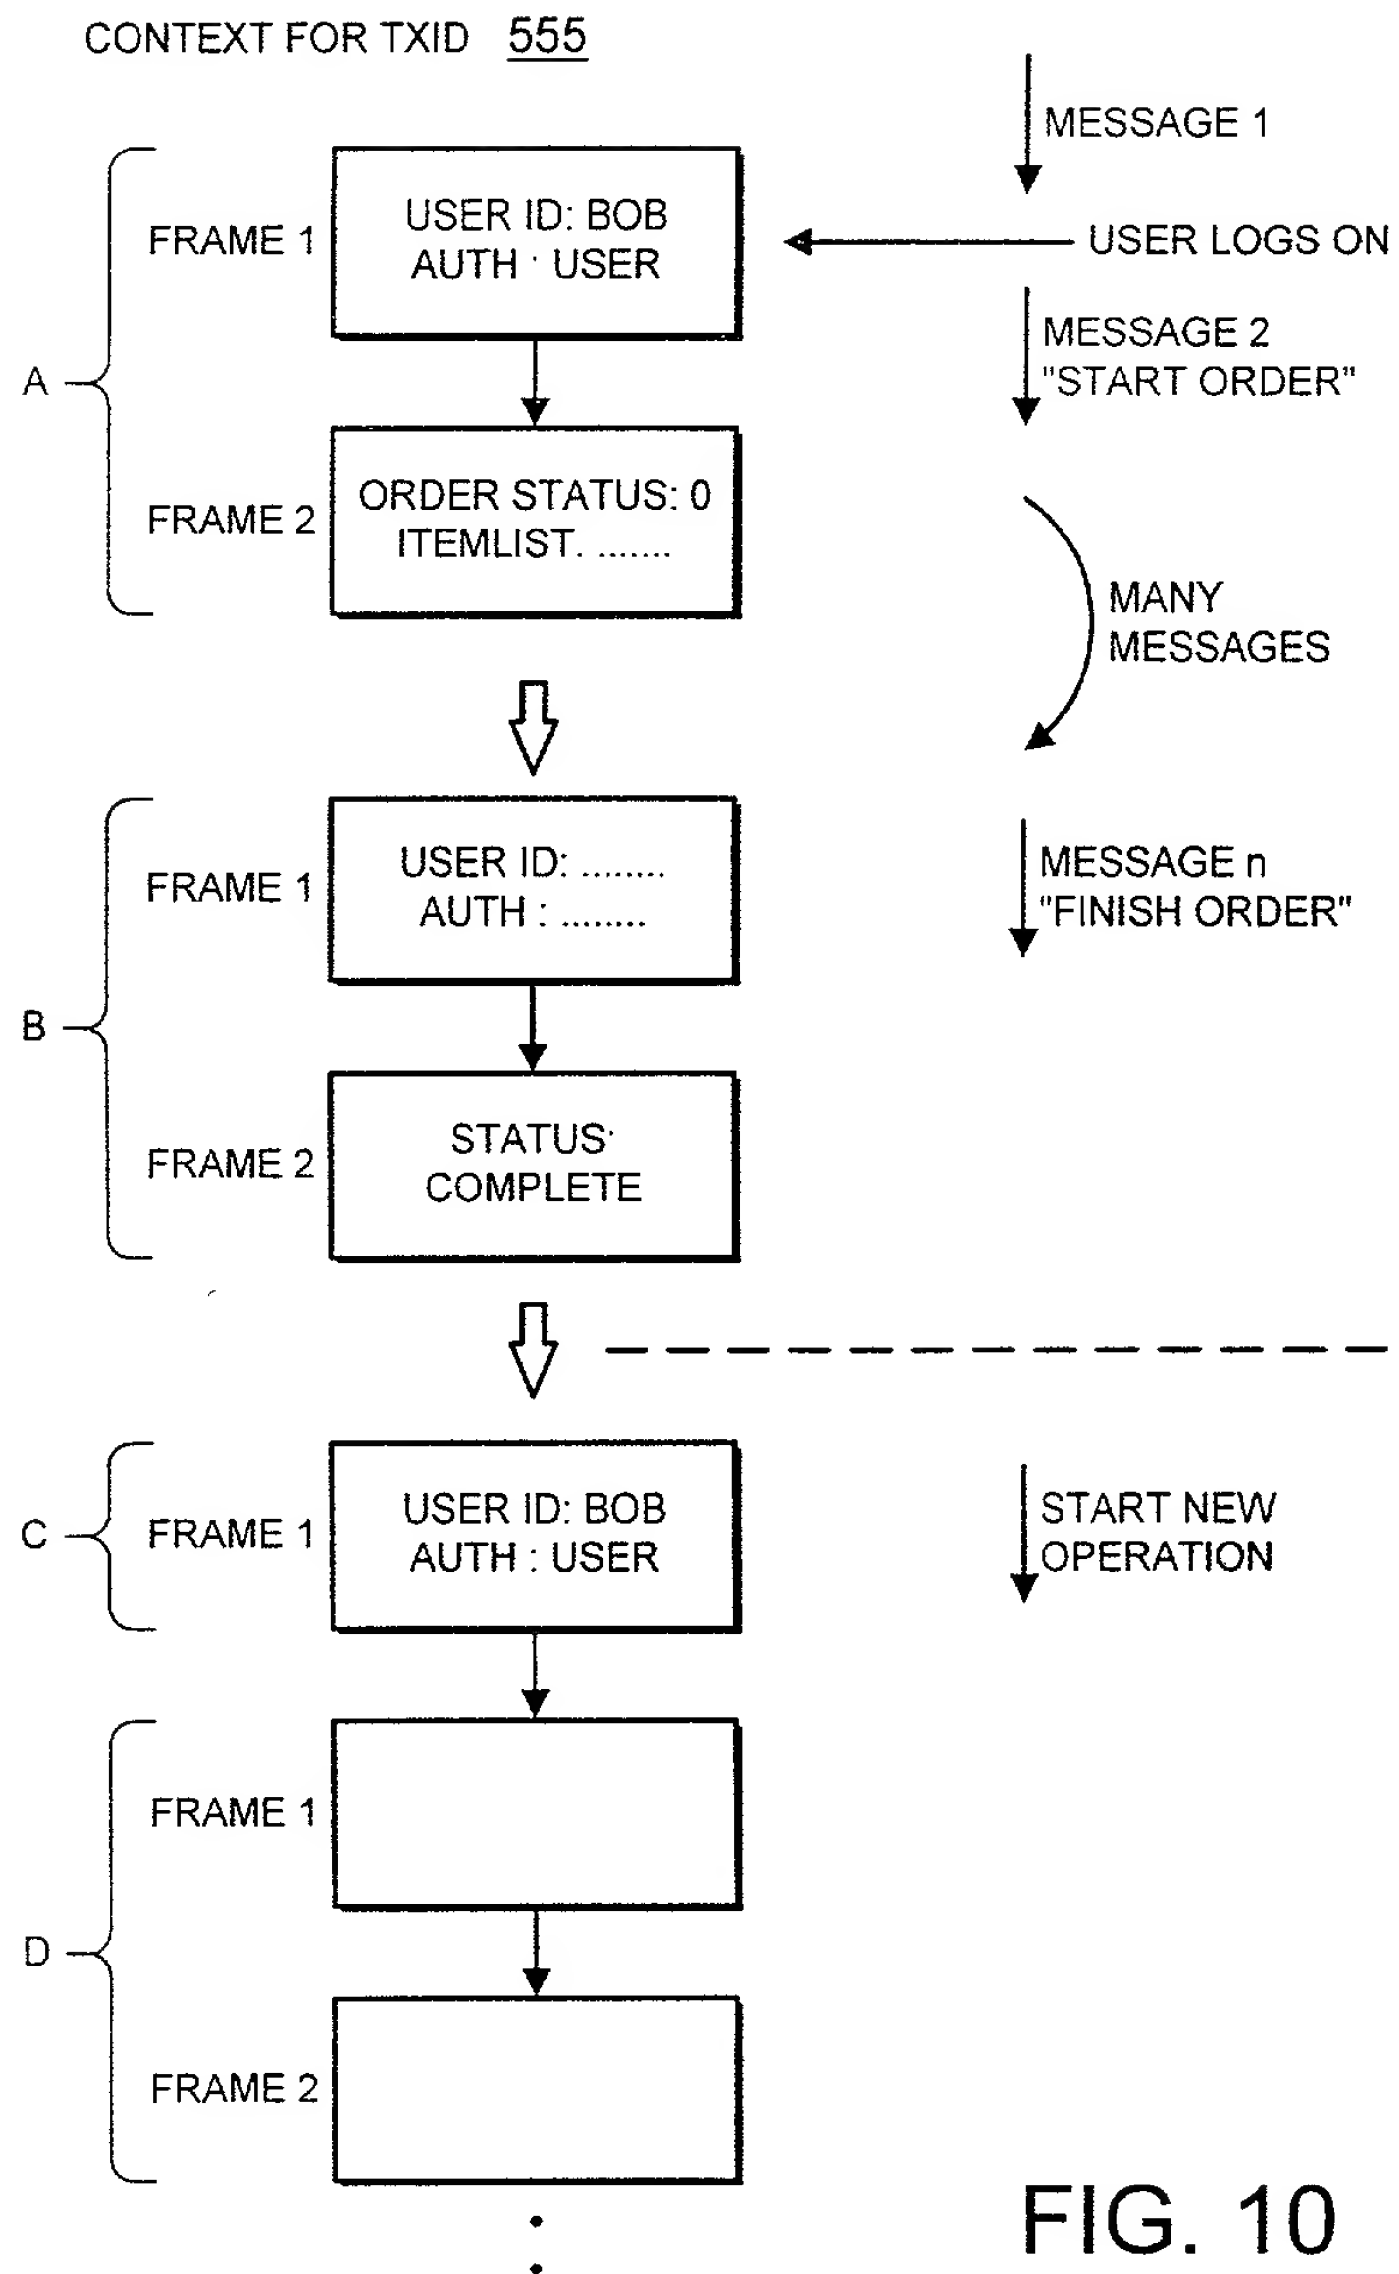 CONTEXT FOR TXID 555
MESSAGE 1
FRAME 1
USER ID: BOB
AUTH : USER
USER LOGS ON
MESSAGE 2
"START ORDER"
A
FRAME 2
ORDER STATUS: 0
ITEMLIST. .......
MANY
MESSAGES
FRAME 1
USER ID: ........
AUTH : ........
MESSAGE n
"FINISH ORDER"
B
FRAME 2
STATUS:
COMPLETE
C
FRAME 1
USER ID: BOB
AUTH : USER
START NEW
OPERATION
FRAME 1
D
FRAME 2
FIG. 10